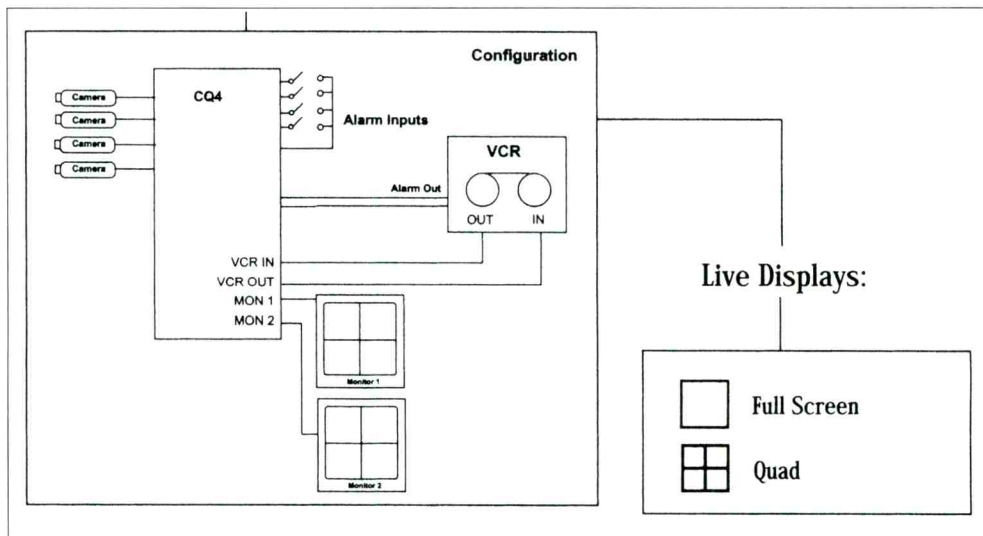 Configuration
CQ4
Camera
Camera
Camera
Camera
Alarm Inputs
VCR
Alarm Out
OUT IN
VCR IN
VCR OUT
MON 1
MON 2
Monitor 1
Monitor 2
Live Displays:
Full Screen
Quad